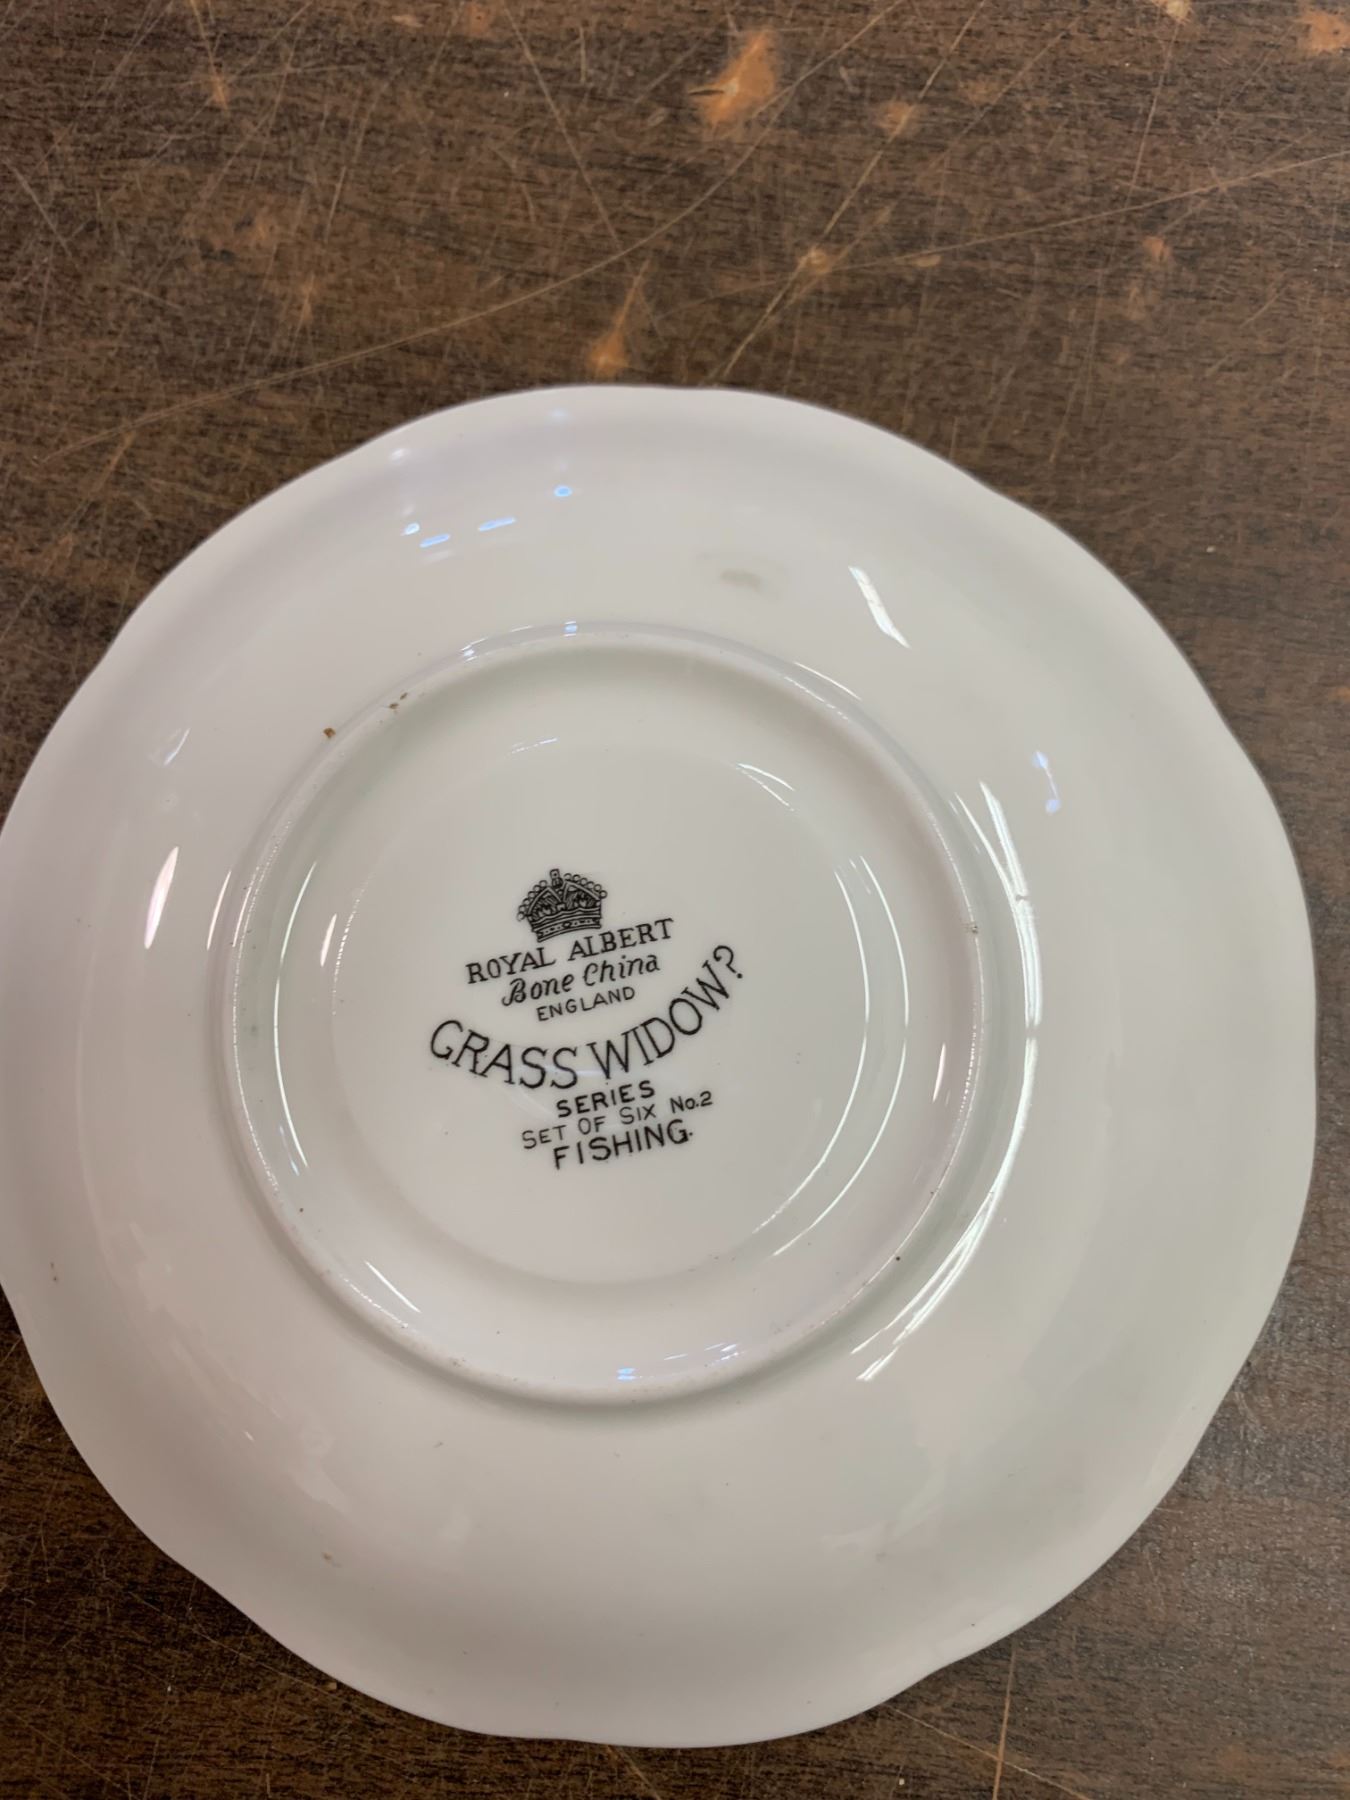 ROYAL ALBERT
Bone China
ENGLAND
GRASS WIDOW?
SERIES
SET OF SIX No.2
FISHING.